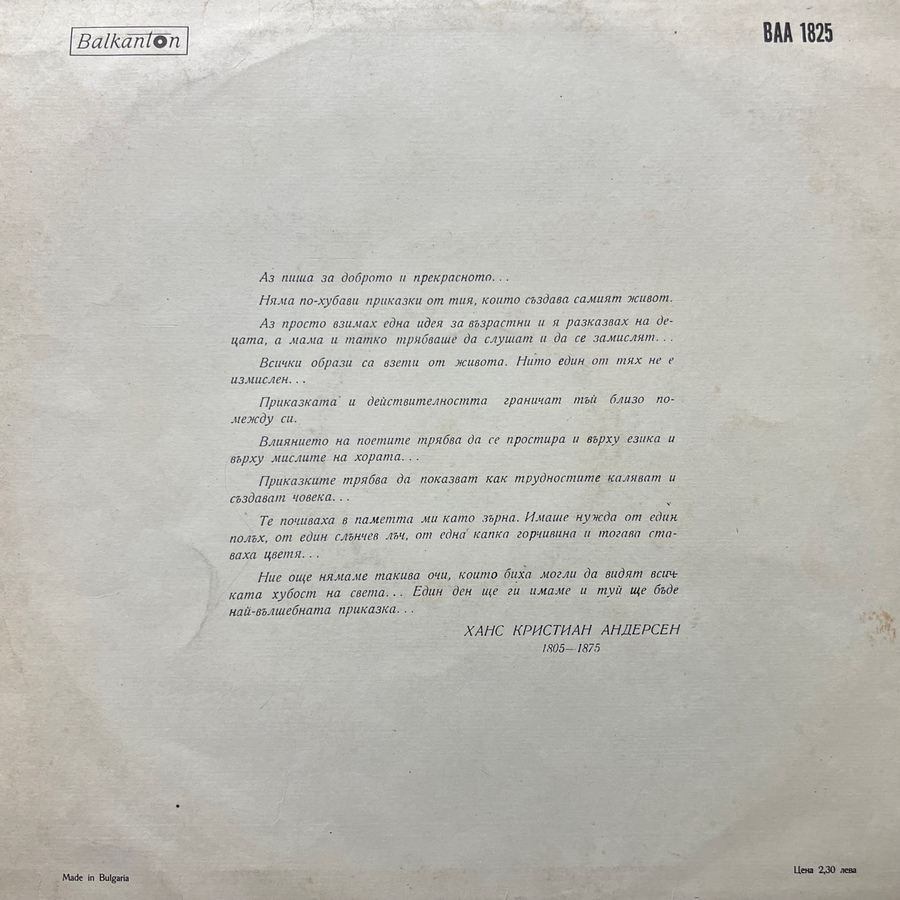 Balkanton
ВАА 1825
Аз пиша за доброто и прекрасното...
Няма по-хубави приказки от тия, които създава самият живот.
Аз просто взимах една идея за възрастни и я разказвах на де-
цата, а мама и татко трябваше да слушат и да се замислят...
Всички образи са взети от живота. Нито един от тях не е
измислен...
Приказката и действителността граничат тъй близо по-
между си.
Влиянието на поетите трябва да се простира и върху езика и
върху мислите на хората...
Приказките трябва да показват как трудностите каляват и
създават човека...
Те почиваха в паметта ми като зърна. Имаше нужда от един
полъх, от един слънчев лъч, от една капка горчивина и тогава ста-
ваха цветя...
Ние още нямаме такива очи, които биха могли да видят всич-
ката хубост на света... Един ден ще ги имаме и туй ще бъде
най-вълшебната приказка...
ХАНС КРИСТИАН АНДЕРСЕН
1805—1875
Made in Bulgaria
Цена 2,30 лева